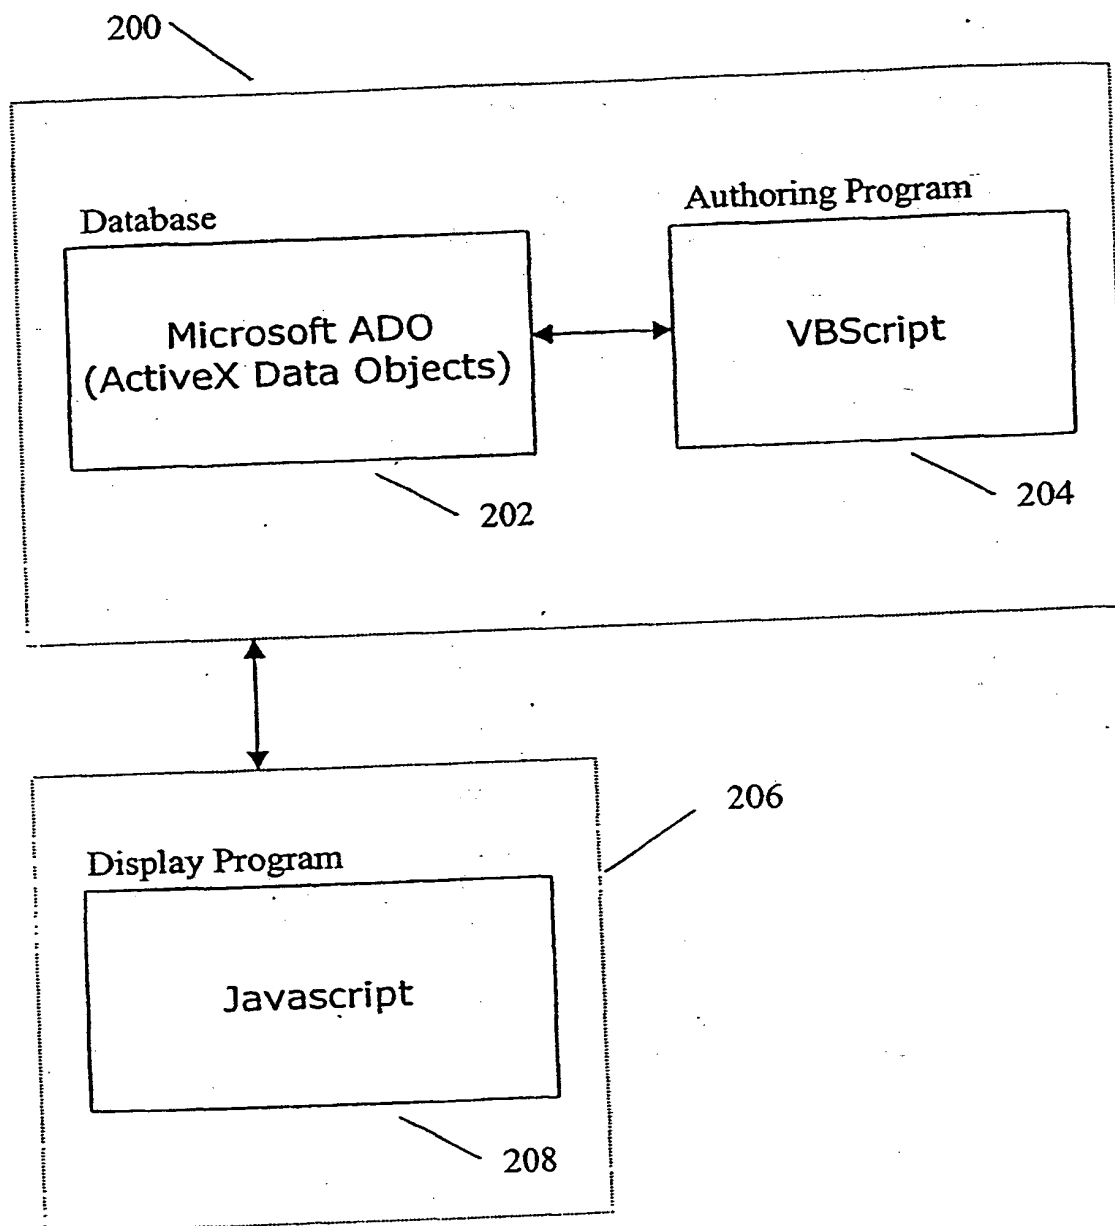 200
Database
Authoring Program
Microsoft ADO
(ActiveX Data Objects)
VBScript
202
204
206
Display Program
Javascript
208